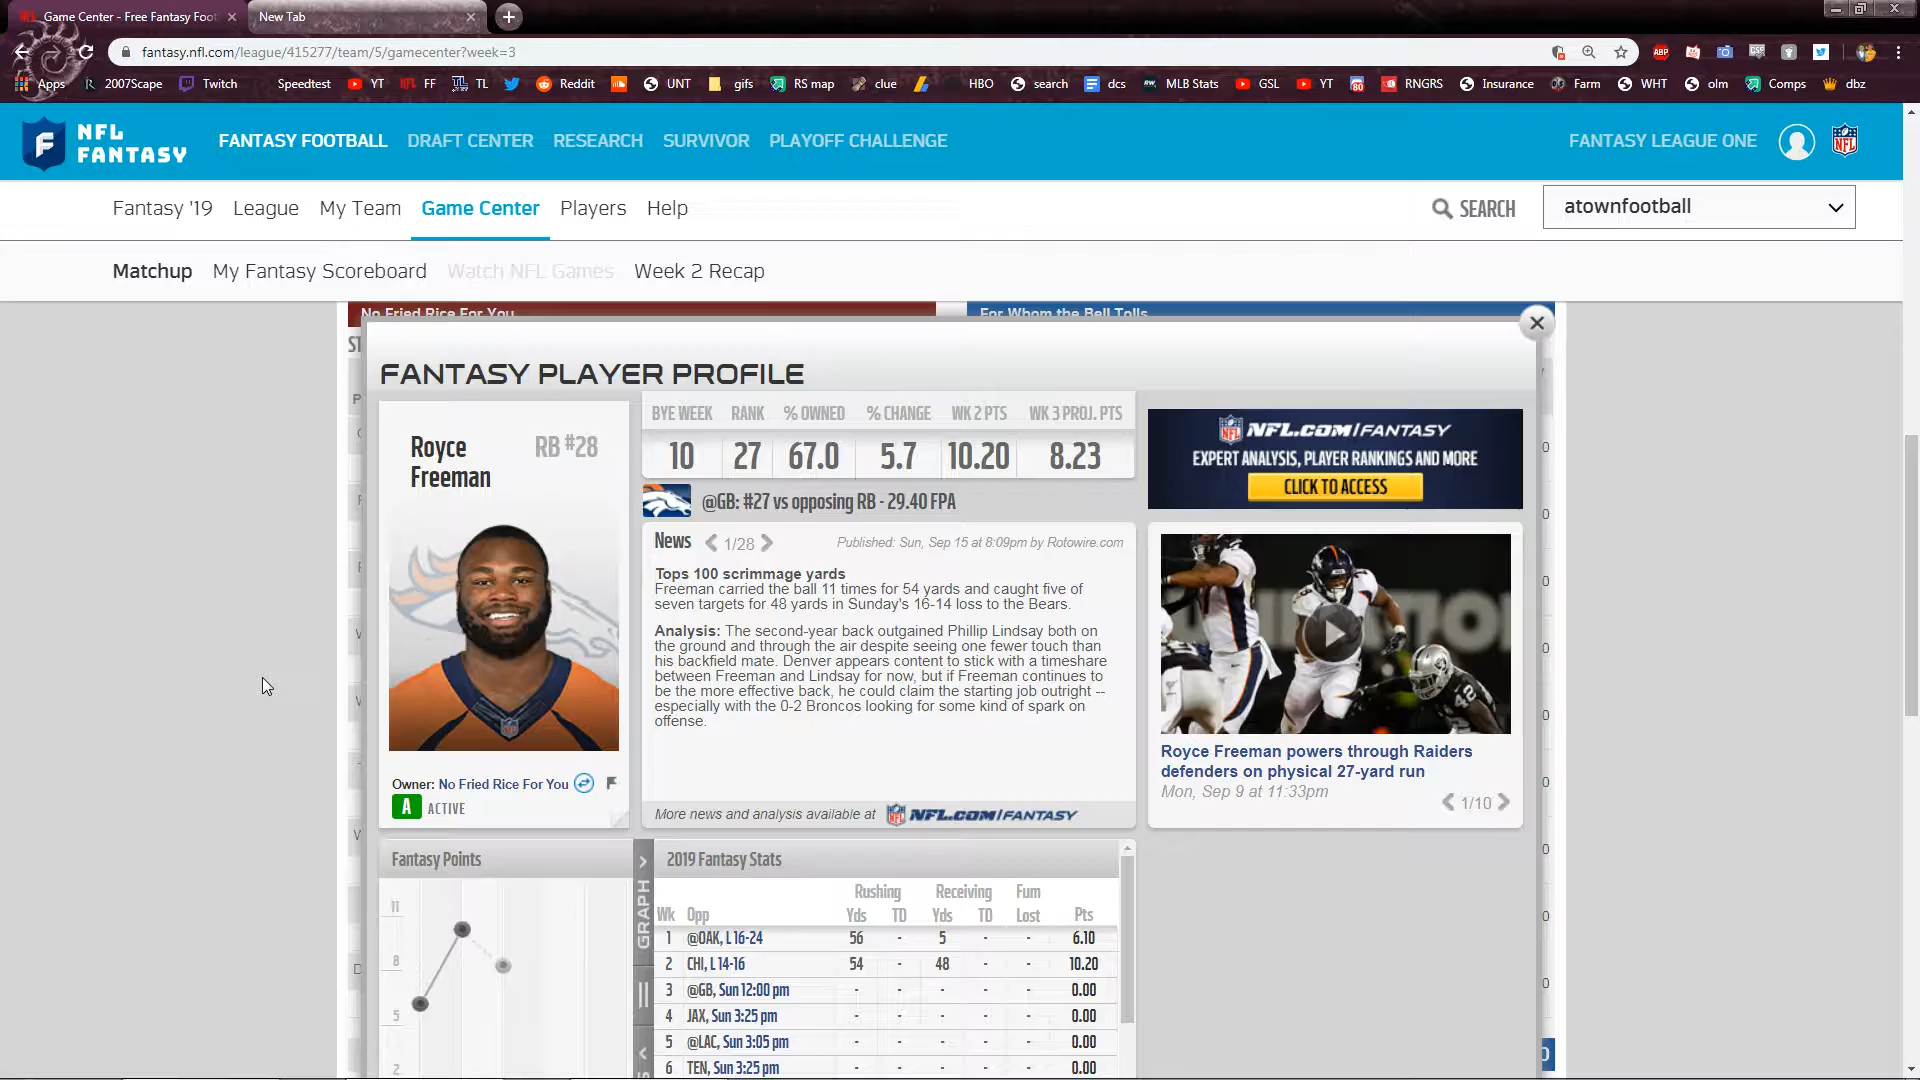 Game Center - Free Fantasy Foot
New Tab
fantasy.nfl.com/league/415277/team/5/gamecenter?week=3
ABP
Apps
2007Scape
Twitch
Speedtest
YT
FF
TL
Reddit
UNT
gifs
RS map
clue
HBO
search
dcs
MLB Stats
GSL
YT
80
RNGRS
Insurance
Farm
WHT
olm
Comps
dbz
NFL FANTASY
FANTASY FOOTBALL
DRAFT CENTER
RESEARCH
SURVIVOR
PLAYOFF CHALLENGE
FANTASY LEAGUE ONE
NFL
Fantasy '19
League
My Team
Game Center
Players
Help
SEARCH
atownfootball
Matchup
My Fantasy Scoreboard
Watch NFL Games
Week 2 Recap
No Fried Rice For You
For Whom the Bell Tolls
FANTASY PLAYER PROFILE
Royce Freeman
RB #28
BYE WEEK RANK % OWNED % CHANGE WK 2 PTS WK 3 PROJ. PTS
10 27 67.0 5.7 10.20 8.23
@GB: #27 vs opposing RB - 29.40 FPA
News 1/28 Published: Sun, Sep 15 at 8:09pm by Rotowire.com
Tops 100 scrimmage yards
Freeman carried the ball 11 times for 54 yards and caught five of
seven targets for 48 yards in Sunday's 16-14 loss to the Bears.
Analysis: The second-year back outgained Phillip Lindsay both on
the ground and through the air despite seeing one fewer touch than
his backfield mate. Denver appears content to stick with a timeshare
between Freeman and Lindsay for now, but if Freeman continues to
be the more effective back, he could claim the starting job outright --
especially with the 0-2 Broncos looking for some kind of spark on
offense.
More news and analysis available at NFL.COM/FANTASY
NFL.COM/FANTASY
EXPERT ANALYSIS, PLAYER RANKINGS AND MORE
CLICK TO ACCESS
Royce Freeman powers through Raiders
defenders on physical 27-yard run
Mon, Sep 9 at 11:33pm
1/10
Owner: No Fried Rice For You
A ACTIVE
Fantasy Points
11
8
5
2
GRAPH
2019 Fantasy Stats
Rushing Receiving Fum
Wk Opp Yds TD Yds TD Lost Pts
1 @OAK, L 16-24 56 - 5 - - 6.10
2 CHI, L 14-16 54 - 48 - - 10.20
3 @GB, Sun 12:00 pm - - - - - 0.00
4 JAX, Sun 3:25 pm - - - - - 0.00
5 @LAC, Sun 3:05 pm - - - - - 0.00
6 TEN, Sun 3:25 pm - - - - - 0.00